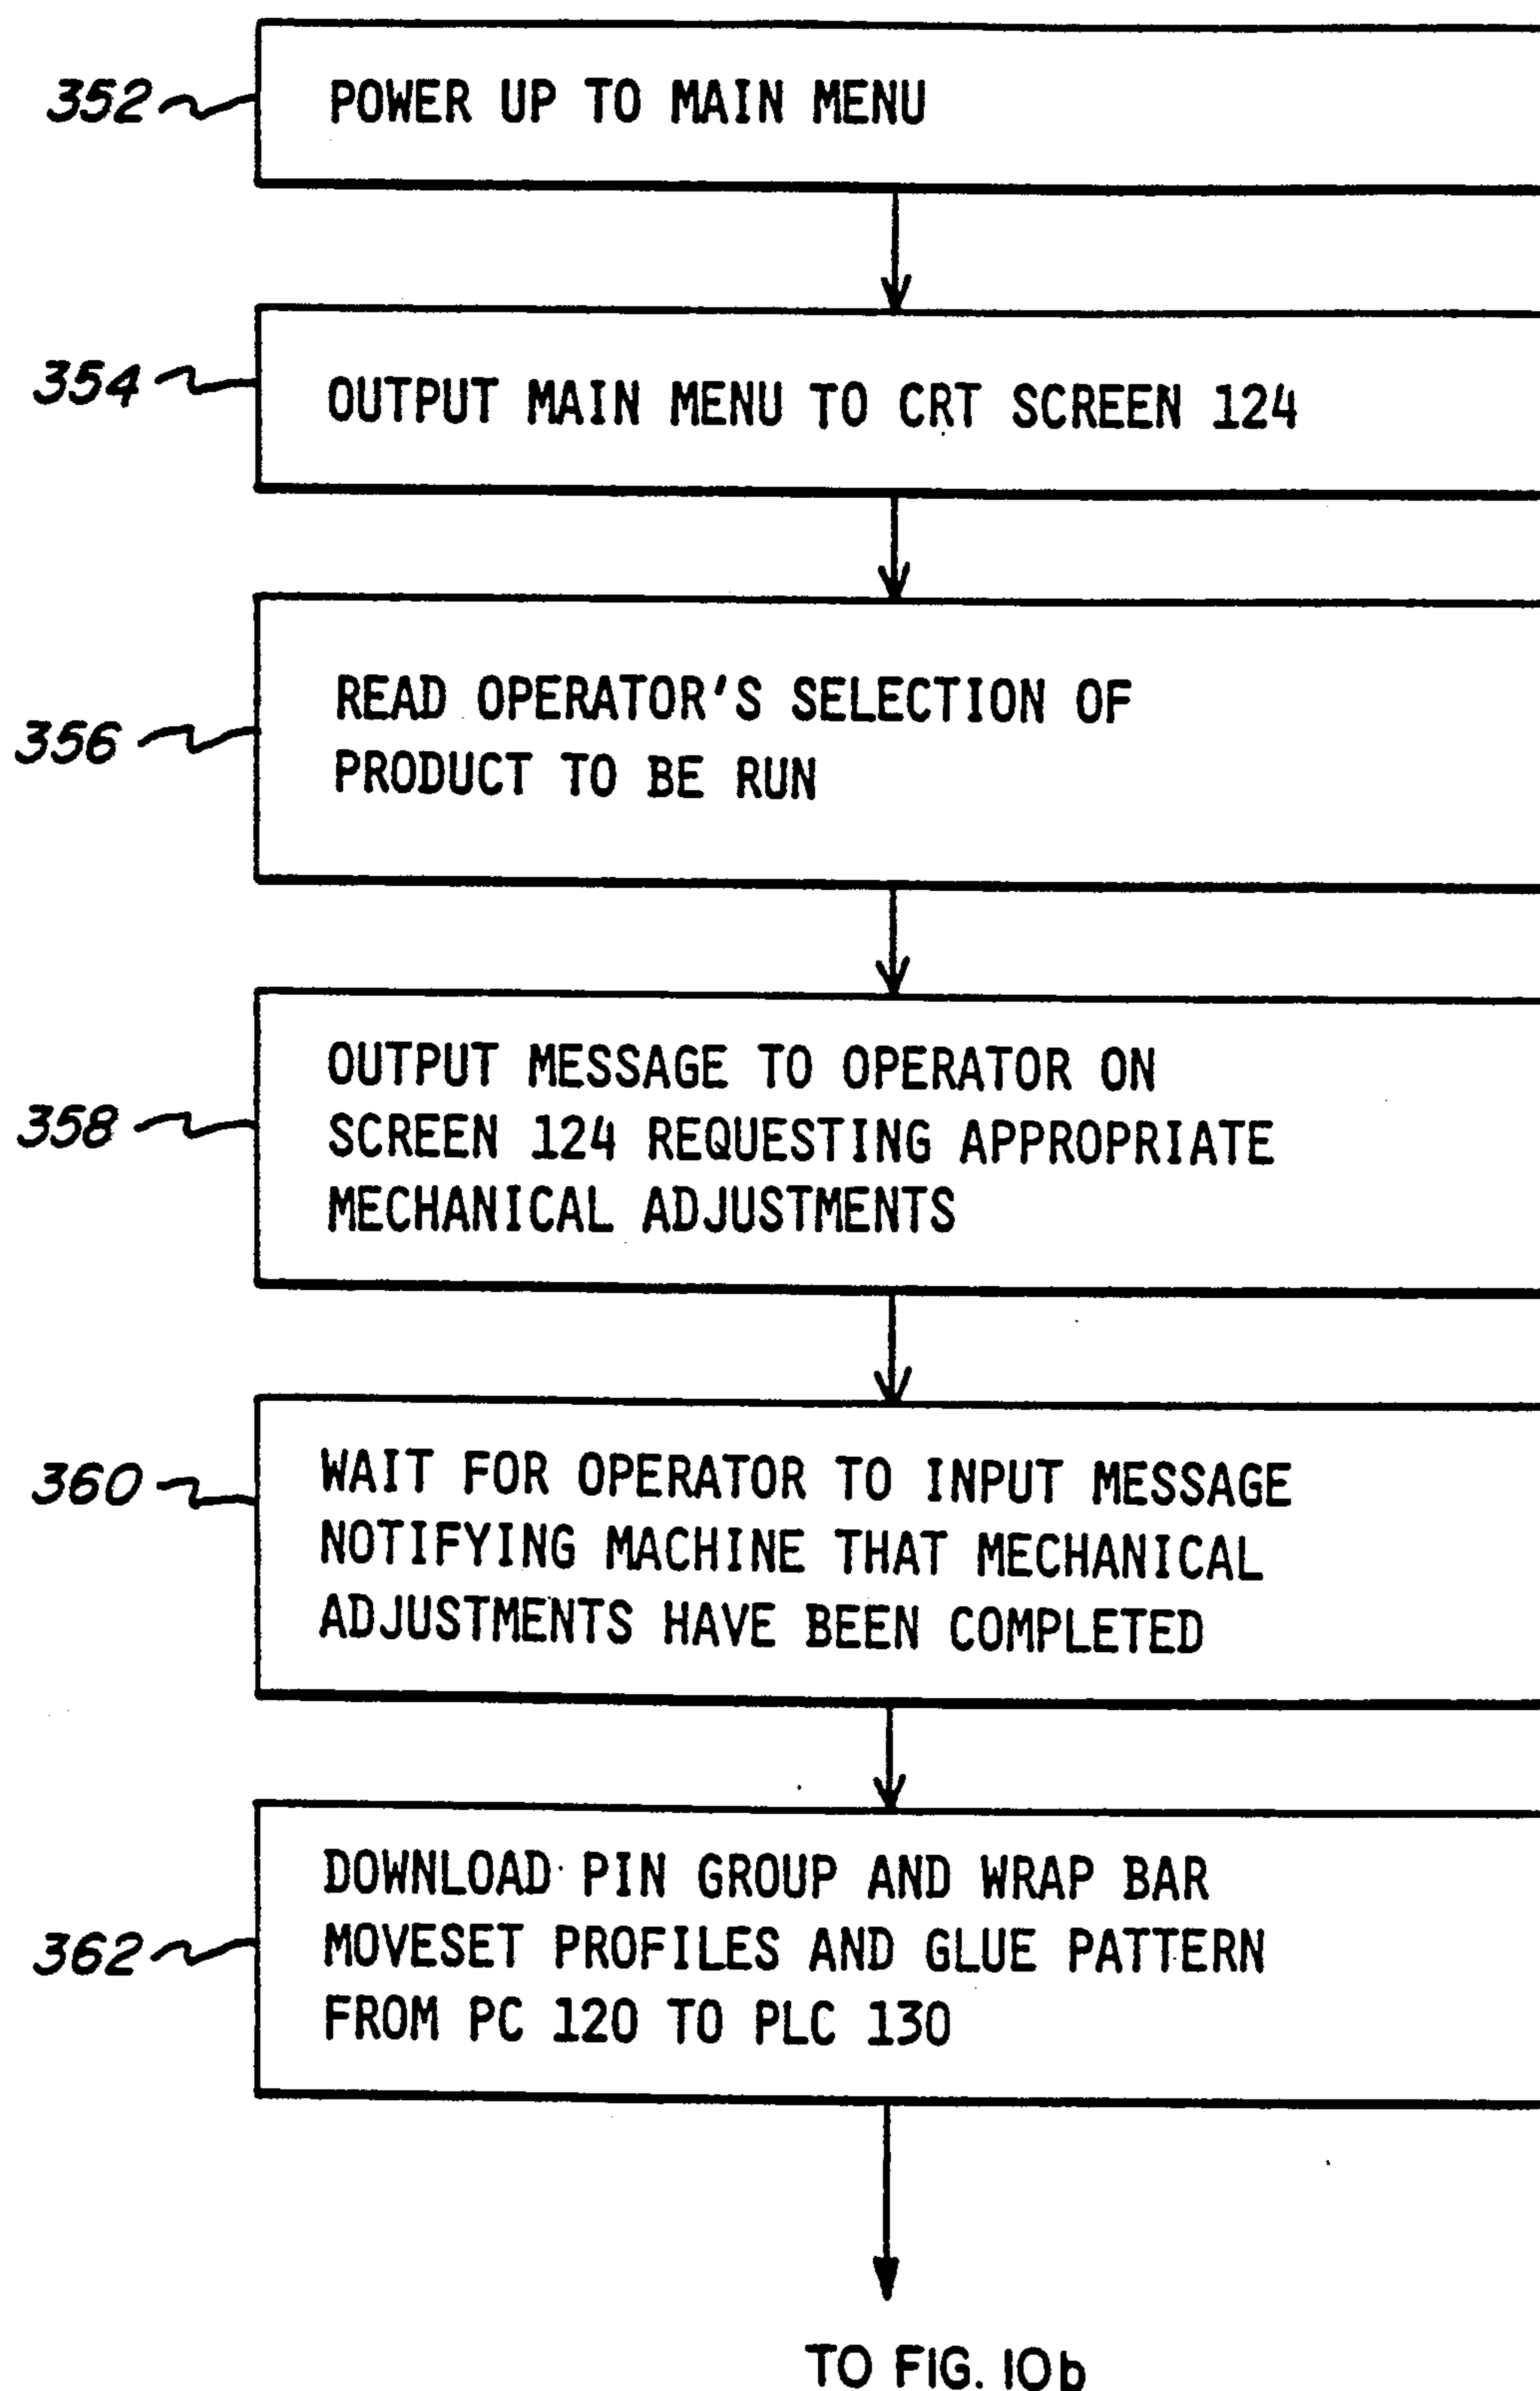 352 POWER UP TO MAIN MENU
354 OUTPUT MAIN MENU TO CRT SCREEN 124
READ OPERATOR'S SELECTION OF
356 PRODUCT TO BE RUN
OUTPUT MESSAGE TO OPERATOR ON
358 SCREEN 124 REQUESTING APPROPRIATE
MECHANICAL ADJUSTMENTS
360 WAIT FOR OPERATOR TO INPUT MESSAGE
NOTIFYING MACHINE THAT MECHANICAL
ADJUSTMENTS HAVE BEEN COMPLETED
DOWNLOAD PIN GROUP AND WRAP BAR
362 MOVESET PROFILES AND GLUE PATTERN
FROM PC 120 TO PLC 130
TO FIG. 10b